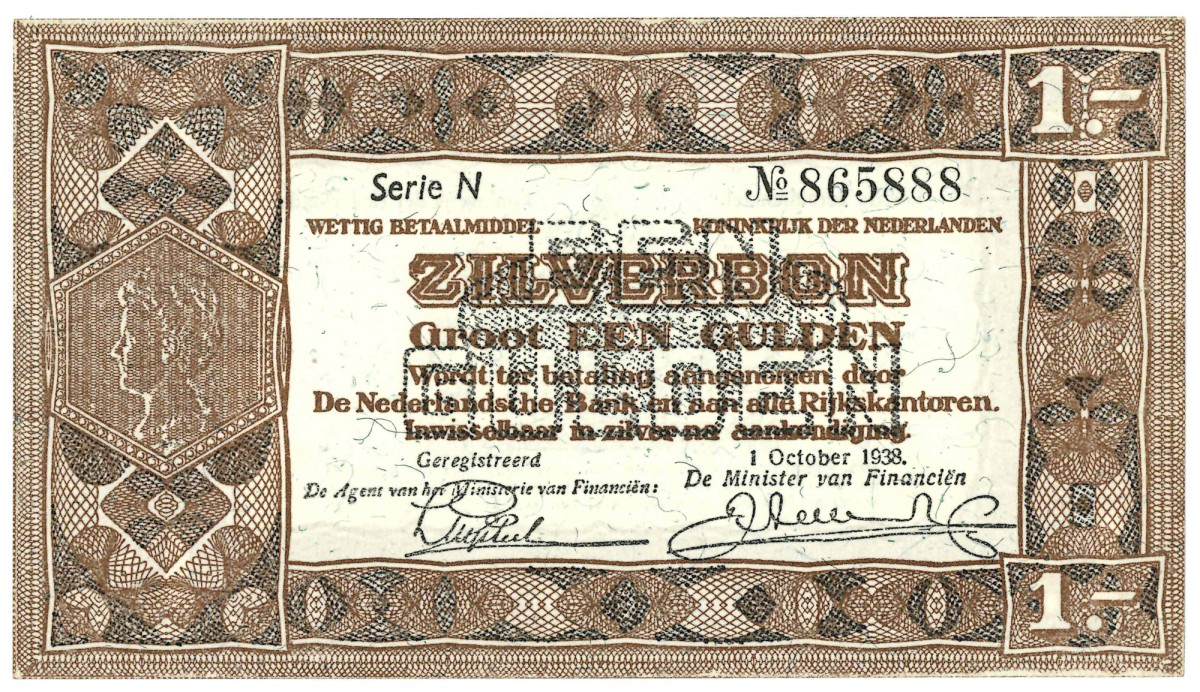 1.-
Serie N № 865888
WETTIG BETAALMIDDEL KONINKRIJK DER NEDERLANDEN
ZILVERBON
Groot EEN GULDEN
EEN
GULDEN
Wordt ter betaling aangenomen door
De Nederlandsche Bank en aan alle Rijkskantoren.
Inwisselbaar in zilver na aankondiging.
Geregistreerd 1 October 1938.
De Agent van het Ministerie van Financiën: De Minister van Financiën
1.-